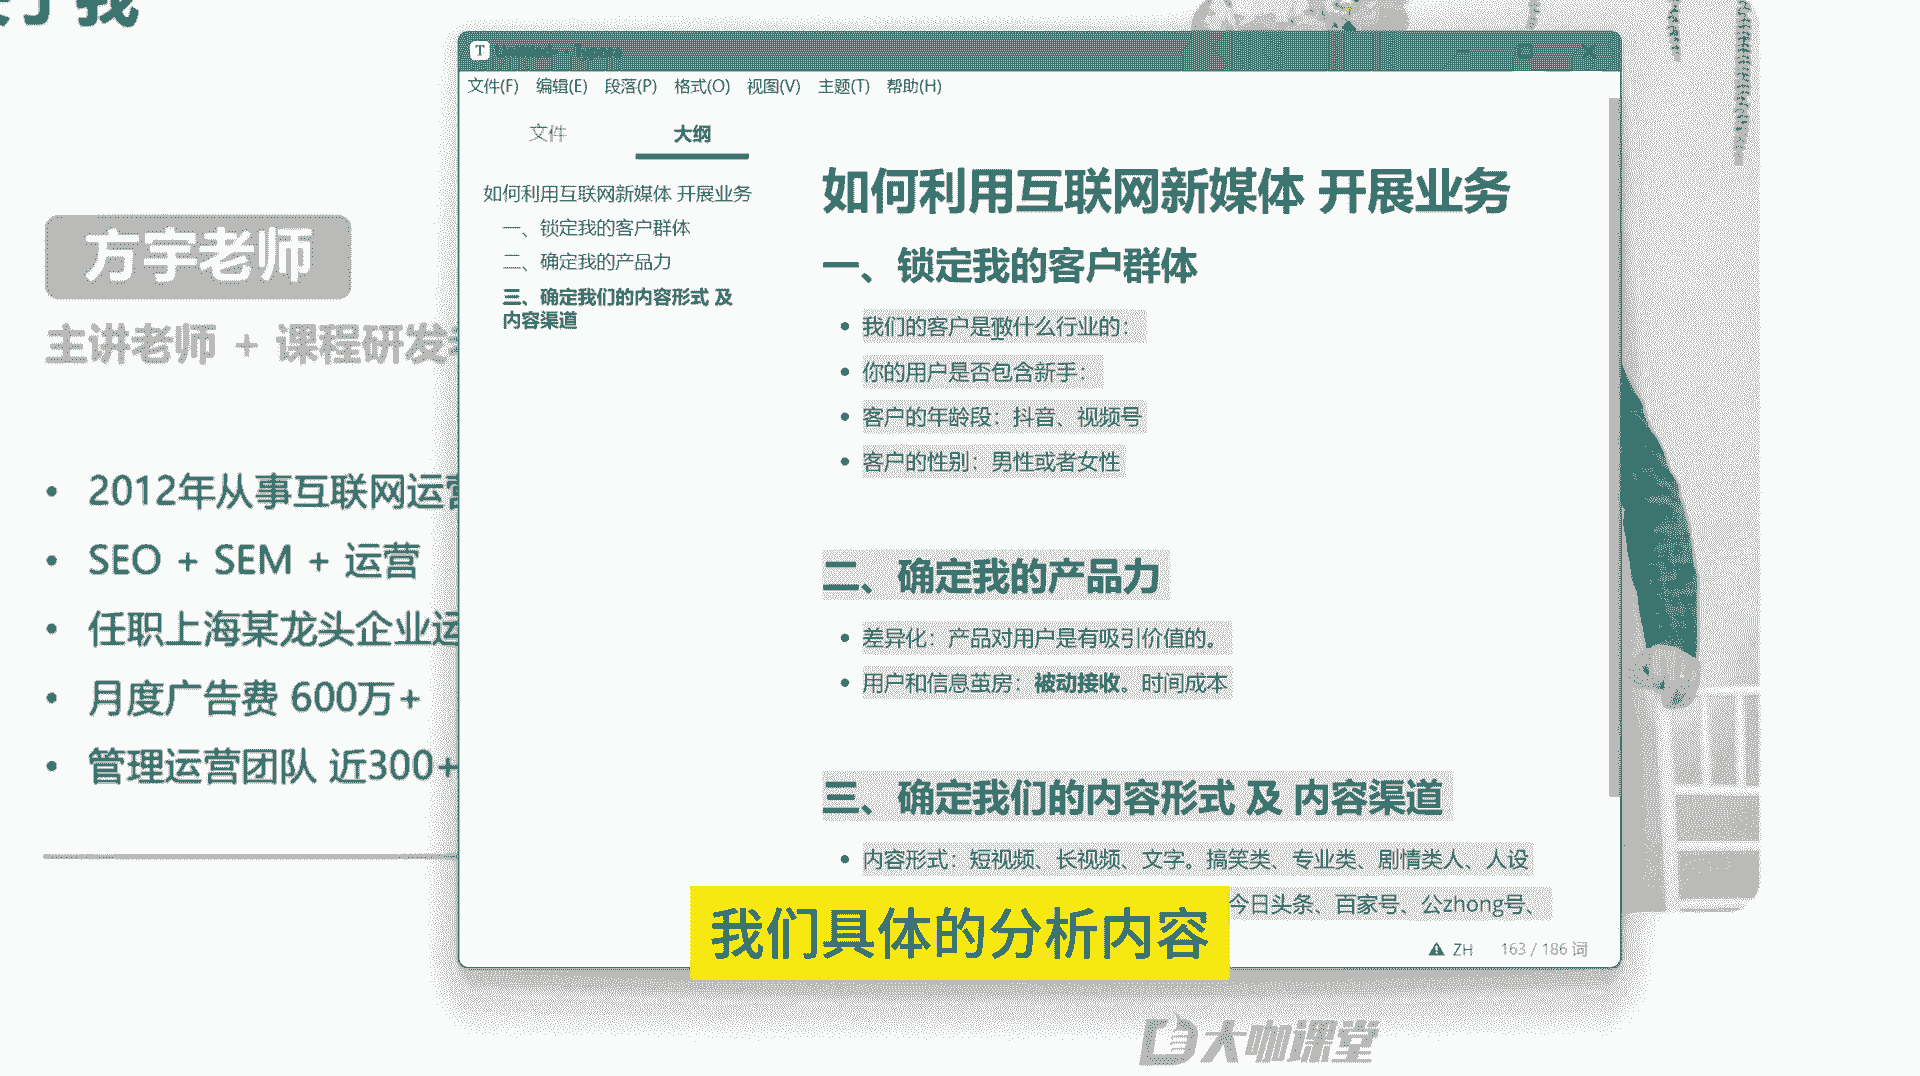 了我
方宇老师
主讲老师 + 课程研发
• 2012年从事互联网运营
• SEO + SEM + 运营
• 任职上海某龙头企业运
• 月度广告费 600万+
• 管理运营团队 近300+
文件(F) 编辑(E) 段落(P) 格式(O) 视图(V) 主题(T) 帮助(H)
文件 大纲
如何利用互联网新媒体 开展业务
一、锁定我的客户群体
二、确定我的产品力
三、确定我们的内容形式 及
内容渠道
如何利用互联网新媒体 开展业务
一、锁定我的客户群体
• 我们的客户是做什么行业的：
• 你的用户是否包含新手：
• 客户的年龄段：抖音、视频号
• 客户的性别：男性或者女性
二、确定我的产品力
• 差异化：产品对用户是有吸引价值的。
• 用户和信息茧房：被动接收。时间成本
三、确定我们的内容形式 及 内容渠道
• 内容形式：短视频、长视频、文字。搞笑类、专业类、剧情类人、人设
今日头条、百家号、公zhong号、
我们具体的分析内容
ZH 163 / 186 词
大咖课堂